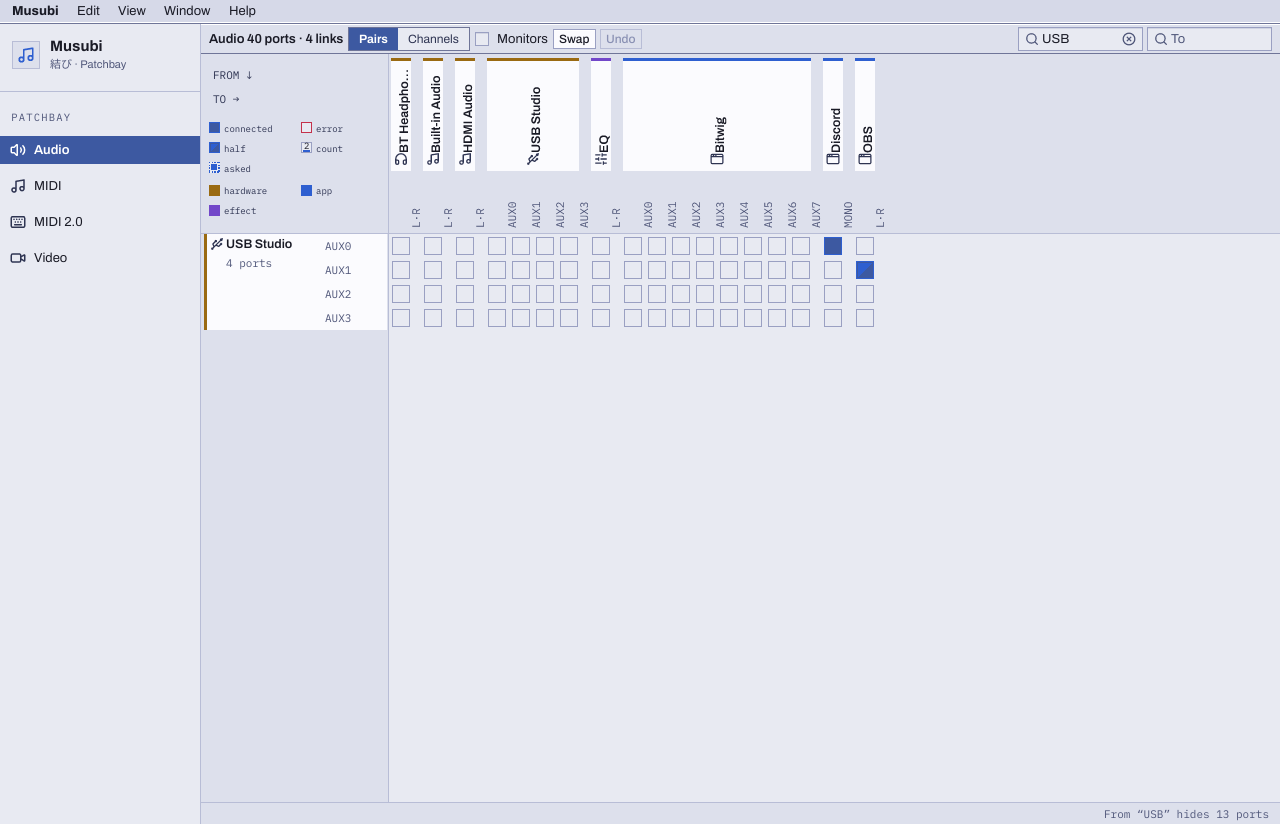 Musubi Edit View Window Help
Musubi
結び · Patchbay
PATCHBAY
Audio
MIDI
MIDI 2.0
Video
Audio 40 ports · 4 links Pairs Channels Monitors Swap Undo USB To
FROM ↓
TO →
connected error
half 2 count
asked
hardware app
effect
BT Headpho… Built-in Audio HDMI Audio USB Studio EQ Bitwig Discord OBS
L·R L·R L·R AUX0 AUX1 AUX2 AUX3 L·R AUX0 AUX1 AUX2 AUX3 AUX4 AUX5 AUX6 AUX7 MONO L·R
USB Studio AUX0
4 ports AUX1
AUX2
AUX3
From “USB” hides 13 ports